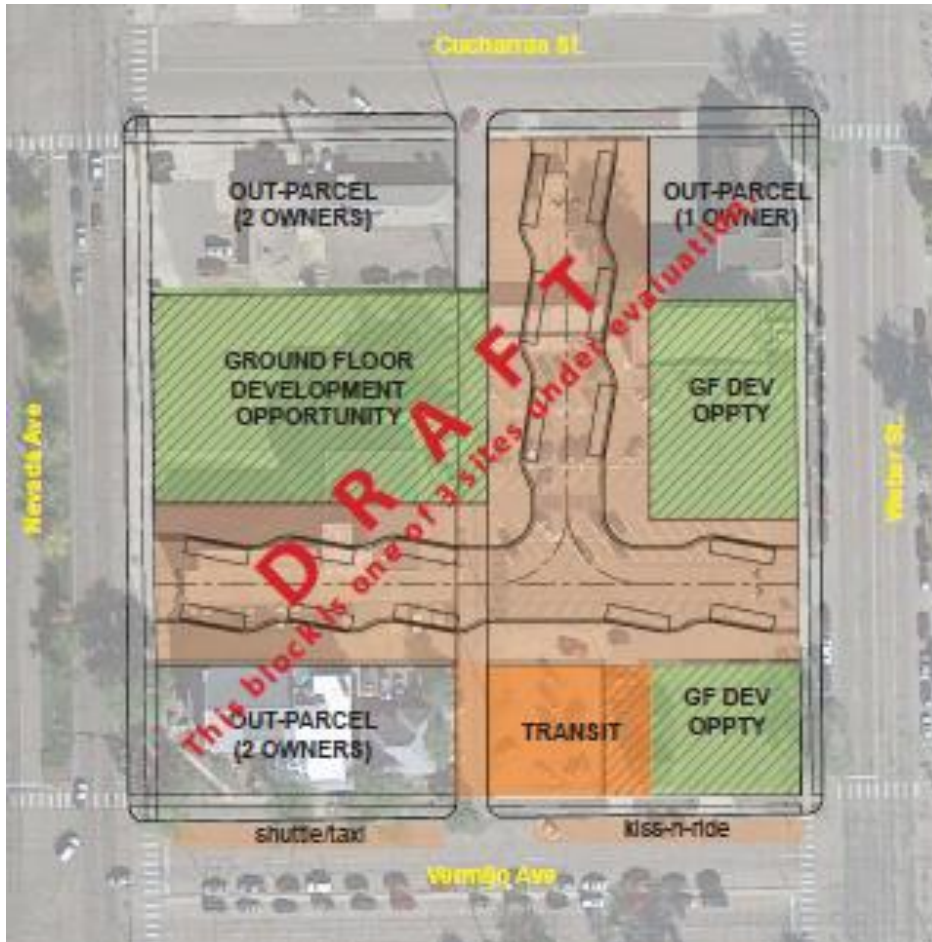 Cucharras St.
OUT-PARCEL
(2 OWNERS)
OUT-PARCEL
(1 OWNER)
GROUND FLOOR
DEVELOPMENT
OPPORTUNITY
GF DEV
OPPTY
Nevada Ave
Weber St.
DRAFT
This block is one of 3 sites under evaluation.
OUT-PARCEL
(2 OWNERS)
TRANSIT
GF DEV
OPPTY
shuttle/taxi
kiss-n-ride
Vermijo Ave